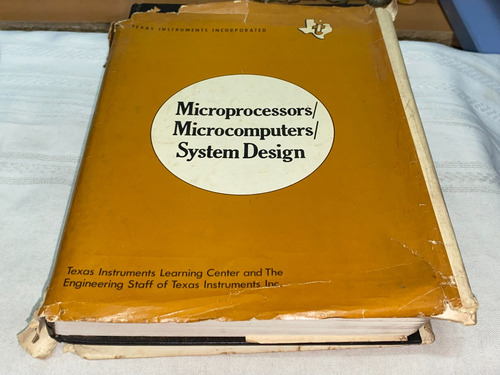 TEXAS INSTRUMENTS INCORPORATED
Microprocessors/
Microcomputers/
System Design
Texas Instruments Learning Center and The
Engineering Staff of Texas Instruments Inc.